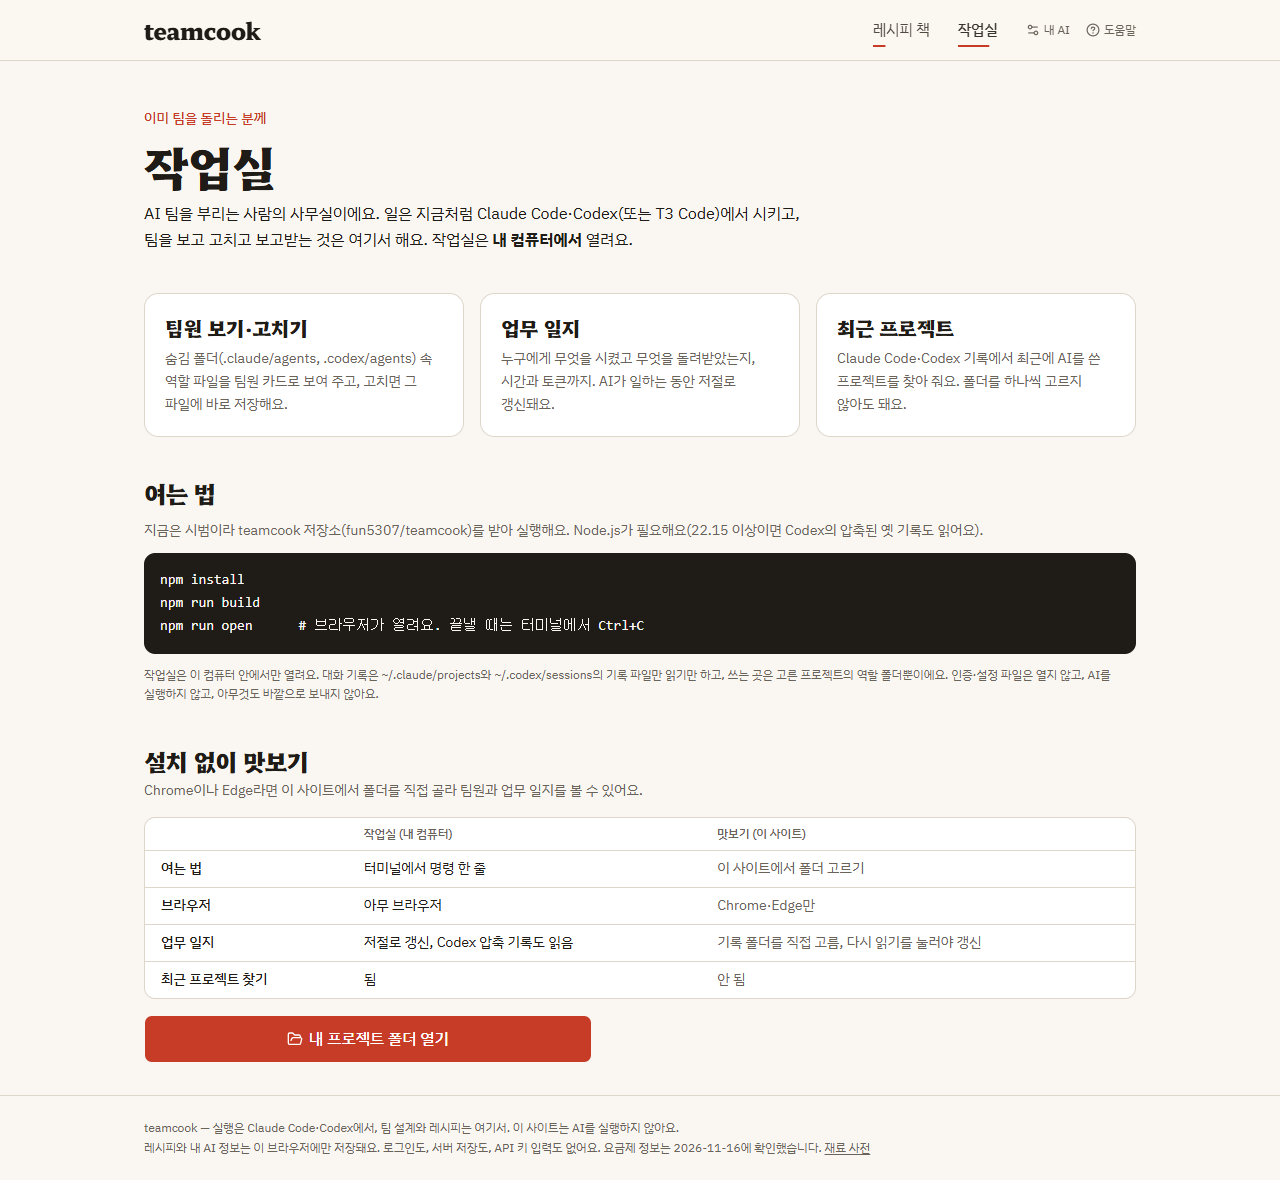 teamcook
레시피 책
작업실
내 AI
도움말
이미 팀을 돌리는 분께
작업실
AI 팀을 부리는 사람의 사무실이에요. 일은 지금처럼 Claude Code·Codex(또는 T3 Code)에서 시키고,
팀을 보고 고치고 보고받는 것은 여기서 해요. 작업실은 내 컴퓨터에서 열려요.
팀원 보기·고치기
숨김 폴더(.claude/agents, .codex/agents) 속
역할 파일을 팀원 카드로 보여 주고, 고치면 그
파일에 바로 저장해요.
업무 일지
누구에게 무엇을 시켰고 무엇을 돌려받았는지,
시간과 토큰까지. AI가 일하는 동안 저절로
갱신돼요.
최근 프로젝트
Claude Code·Codex 기록에서 최근에 AI를 쓴
프로젝트를 찾아 줘요. 폴더를 하나씩 고르지
않아도 돼요.
여는 법
지금은 시범이라 teamcook 저장소(fun5307/teamcook)를 받아 실행해요. Node.js가 필요해요(22.15 이상이면 Codex의 압축된 옛 기록도 읽어요).
npm install
npm run build
npm run open # 브라우저가 열려요. 끝낼 때는 터미널에서 Ctrl+C
작업실은 이 컴퓨터 안에서만 열려요. 대화 기록은 ~/.claude/projects와 ~/.codex/sessions의 기록 파일만 읽기만 하고, 쓰는 곳은 고른 프로젝트의 역할 폴더뿐이에요. 인증·설정 파일은 열지 않고, AI를
실행하지 않고, 아무것도 바깥으로 보내지 않아요.
설치 없이 맛보기
Chrome이나 Edge라면 이 사이트에서 폴더를 직접 골라 팀원과 업무 일지를 볼 수 있어요.
작업실 (내 컴퓨터) 맛보기 (이 사이트)
여는 법 터미널에서 명령 한 줄 이 사이트에서 폴더 고르기
브라우저 아무 브라우저 Chrome·Edge만
업무 일지 저절로 갱신, Codex 압축 기록도 읽음 기록 폴더를 직접 고름, 다시 읽기를 눌러야 갱신
최근 프로젝트 찾기 됨 안 됨
내 프로젝트 폴더 열기
teamcook — 실행은 Claude Code·Codex에서, 팀 설계와 레시피는 여기서. 이 사이트는 AI를 실행하지 않아요.
레시피와 내 AI 정보는 이 브라우저에만 저장돼요. 로그인도, 서버 저장도, API 키 입력도 없어요. 요금제 정보는 2026-11-16에 확인했습니다. 재료 사전